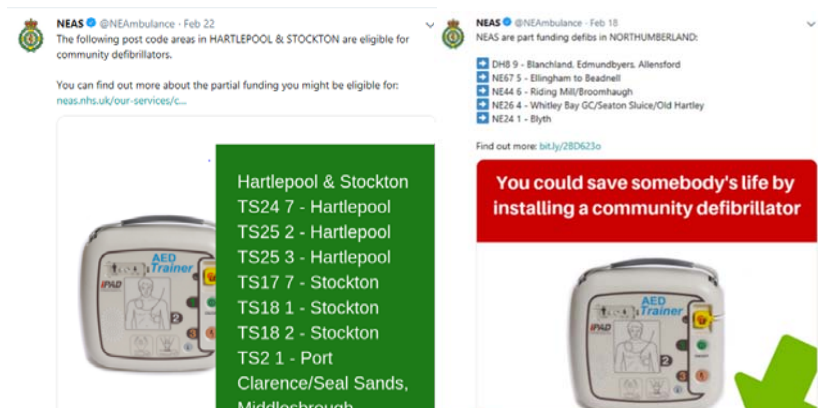 NEAS @NEAmbulance · Feb 22
The following post code areas in HARTLEPOOL & STOCKTON are eligible for
community defibrillators.
You can find out more about the partial funding you might be eligible for:
neas.nhs.uk/our-services/c...
AED
Trainer
iPAD
2
Hartlepool & Stockton
TS24 7 - Hartlepool
TS25 2 - Hartlepool
TS25 3 - Hartlepool
TS17 7 - Stockton
TS18 1 - Stockton
TS18 2 - Stockton
TS2 1 - Port
Clarence/Seal Sands,
Middlesbrough
NEAS @NEAmbulance · Feb 18
NEAS are part funding defibs in NORTHUMBERLAND:
DH8 9 - Blanchland, Edmundbyers, Allensford
NE67 5 - Ellingham to Beadnell
NE44 6 - Riding Mill/Broomhaugh
NE26 4 - Whitley Bay GC/Seaton Sluice/Old Hartley
NE24 1 - Blyth
Find out more: bit.ly/2BD623o
You could save somebody's life by
installing a community defibrillator
AED
Trainer
iPAD
2